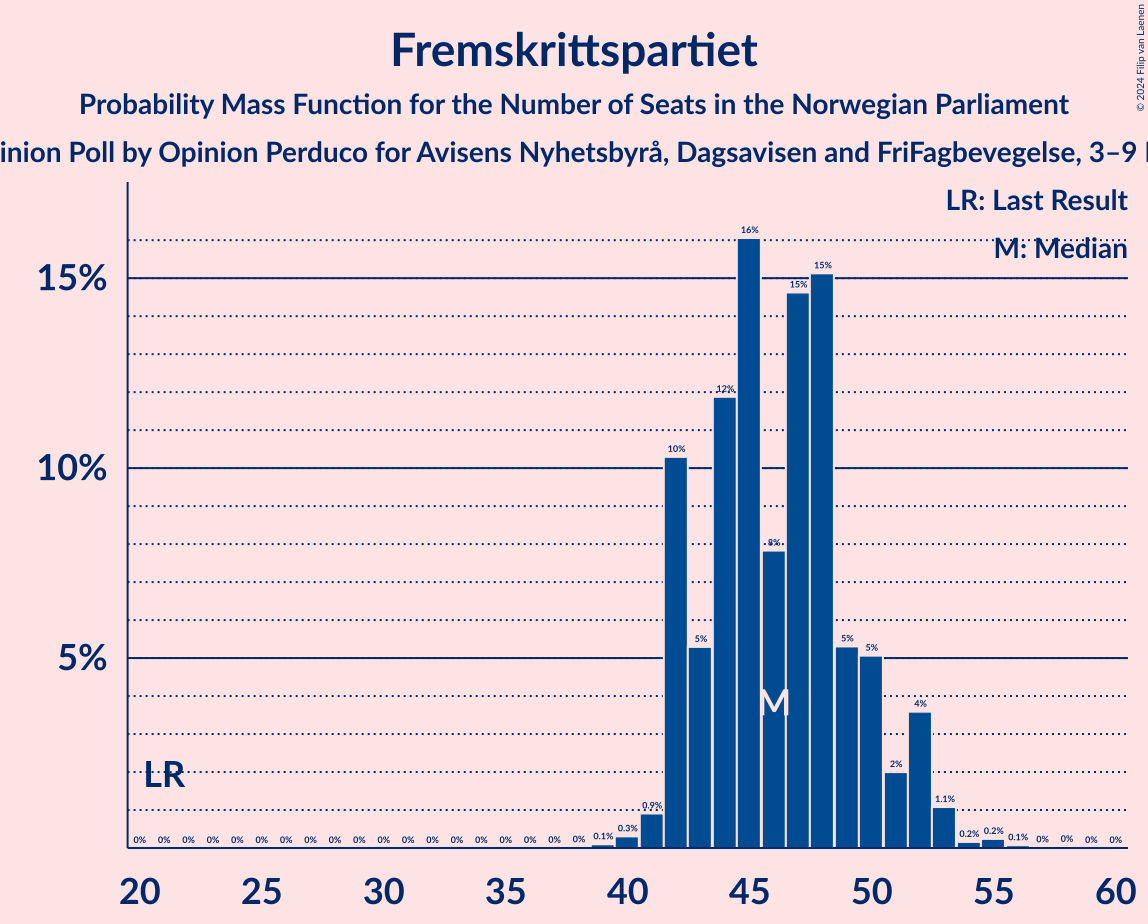 Fremskrittspartiet
Probability Mass Function for the Number of Seats in the Norwegian Parliament
inion Poll by Opinion Perduco for Avisens Nyhetsbyrå, Dagsavisen and FriFagbevegelse, 3–9
© 2024 Filip van Laenen
LR: Last Result
M: Median
15%
10%
5%
16%
15%
15%
12%
10%
8%
5%
5%
5%
4%
2%
0.9%
1.1%
0.1%
0.3%
0.2%
0.2%
0.1%
M
LR
0% 0% 0% 0% 0% 0% 0% 0% 0% 0% 0% 0% 0% 0% 0% 0% 0% 0% 0% 0% 0% 0% 0%
20 25 30 35 40 45 50 55 60